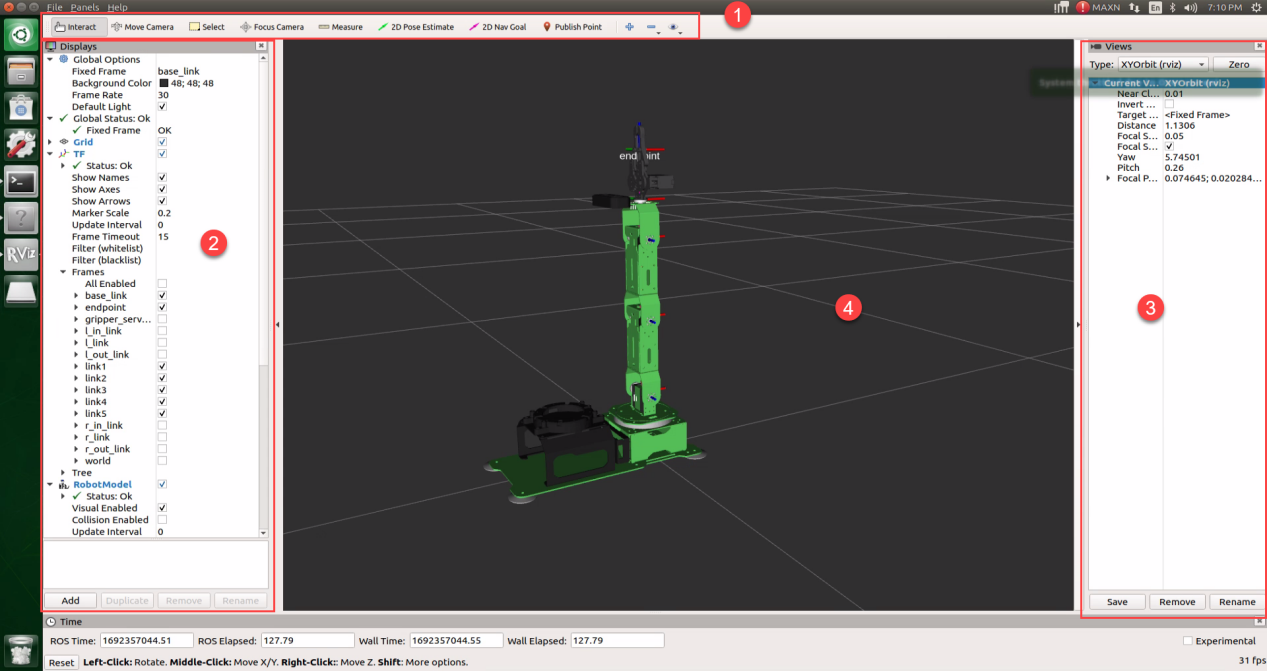 File Panels Help
MAXN En 7:10 PM
Interact Move Camera Select Focus Camera Measure 2D Pose Estimate 2D Nav Goal Publish Point
1
Displays
Global Options
Fixed Frame base_link
Background Color 48; 48; 48
Frame Rate 30
Default Light
Global Status: Ok
Fixed Frame OK
Grid
TF
Status: Ok
Show Names
Show Axes
Show Arrows
Marker Scale 0.2
Update Interval 0
Frame Timeout 15
Filter (whitelist)
Filter (blacklist)
Frames
All Enabled
base_link
endpoint
gripper_serv...
l_in_link
l_link
l_out_link
link1
link2
link3
link4
link5
r_in_link
r_link
r_out_link
world
Tree
RobotModel
Status: Ok
Visual Enabled
Collision Enabled
Update Interval 0
2
Add Duplicate Remove Rename
endpoint
4
Views
Type: XYOrbit (rviz) Zero
System
Current V... XYOrbit (rviz)
Near Cl... 0.01
Invert ...
Target ... <Fixed Frame>
Distance 1.1306
Focal S... 0.05
Focal S...
Yaw 5.74501
Pitch 0.26
Focal P... 0.074645; 0.020284...
3
Save Remove Rename
RViz
Time
ROS Time: 1692357044.51 ROS Elapsed: 127.79 Wall Time: 1692357044.55 Wall Elapsed: 127.79 Experimental
Reset Left-Click: Rotate. Middle-Click: Move X/Y. Right-Click:: Move Z. Shift: More options. 31 fps